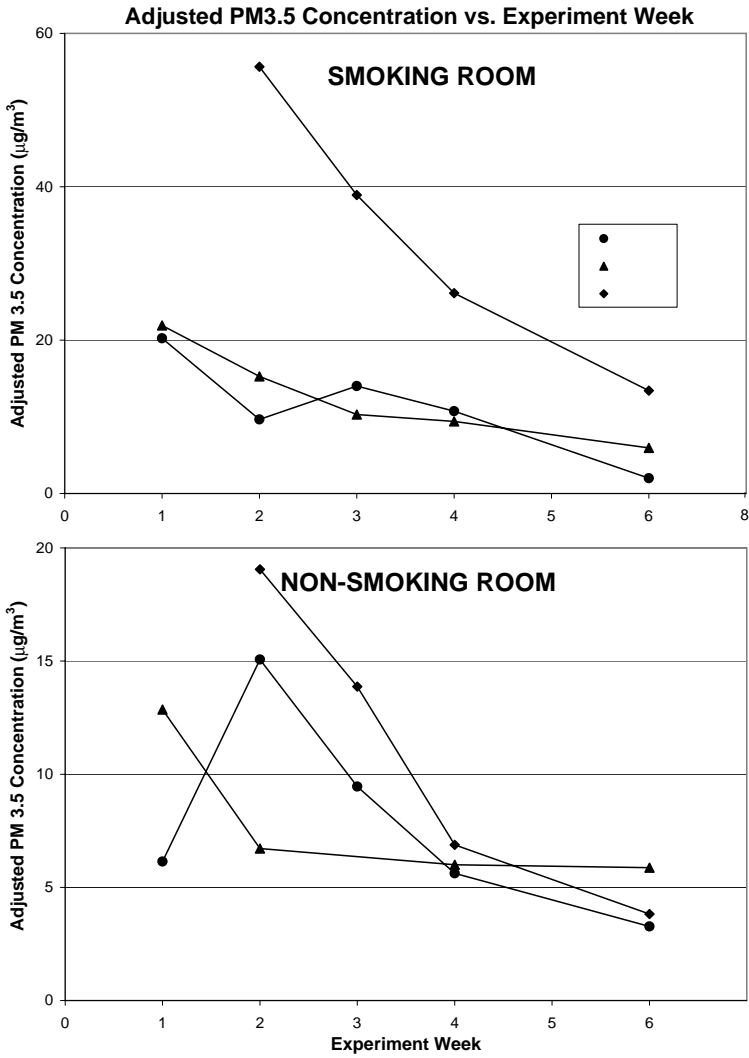 Adjusted PM3.5 Concentration vs. Experiment Week
SMOKING ROOM
Adjusted PM 3.5 Concentration (μg/m³)
60
40
20
0
0 1 2 3 4 5 6 8
NON-SMOKING ROOM
Adjusted PM 3.5 Concentration (μg/m³)
20
15
10
5
0
0 1 2 3 4 5 6
Experiment Week